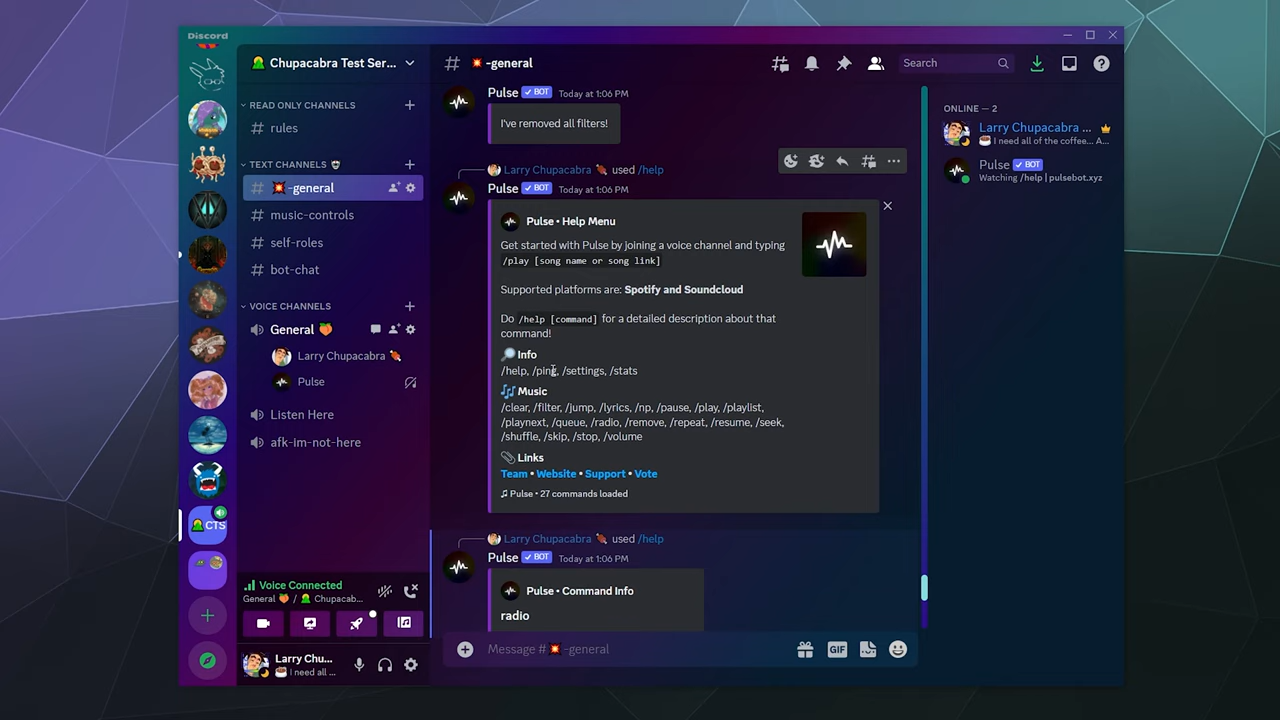 Discord
Chupacabra Test Ser...
READ ONLY CHANNELS
# rules
TEXT CHANNELS
# 💥-general
# music-controls
# self-roles
# bot-chat
VOICE CHANNELS
General 🍑
Larry Chupacabra
Pulse
Listen Here
afk-im-not-here
CTS
Voice Connected
General 🍑 / Chupacab...
Larry Chu...
I need all ...
# 💥-general
Search
Pulse ✓ BOT Today at 1:06 PM
I've removed all filters!
Larry Chupacabra used /help
Pulse ✓ BOT Today at 1:06 PM
Pulse • Help Menu
Get started with Pulse by joining a voice channel and typing
/play [song name or song link]
Supported platforms are: Spotify and Soundcloud
Do /help [command] for a detailed description about that
command!
🔎 Info
/help, /ping, /settings, /stats
🎶 Music
/clear, /filter, /jump, /lyrics, /np, /pause, /play, /playlist,
/playnext, /queue, /radio, /remove, /repeat, /resume, /seek,
/shuffle, /skip, /stop, /volume
📎 Links
Team • Website • Support • Vote
♫ Pulse • 27 commands loaded
Larry Chupacabra used /help
Pulse ✓ BOT Today at 1:06 PM
Pulse • Command Info
radio
Message #💥-general
GIF
ONLINE — 2
Larry Chupacabra ...
☕ I need all of the coffee... A...
Pulse ✓ BOT
Watching /help | pulsebot.xyz